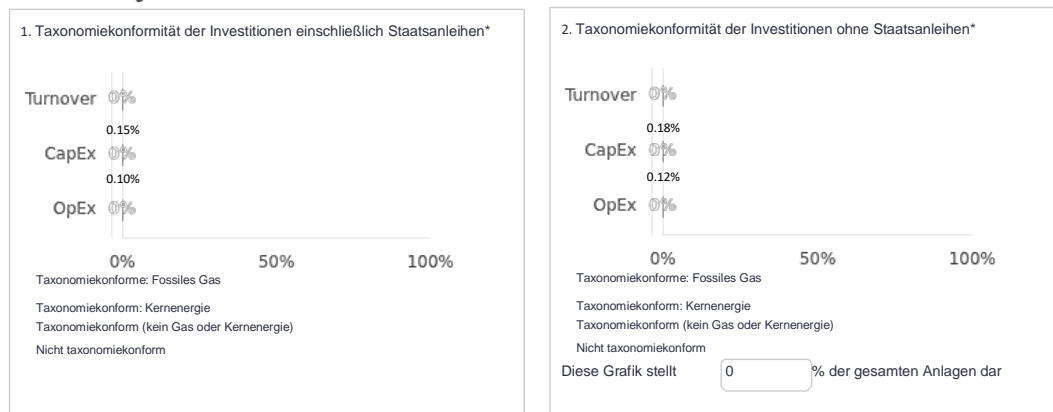 1. Taxonomiekonformität der Investitionen einschließlich Staatsanleihen*
Turnover 0%
0.15%
CapEx 0%
0.10%
OpEx 0%
0% 50% 100%
Taxonomiekonforme: Fossiles Gas
Taxonomiekonform: Kernenergie
Taxonomiekonform (kein Gas oder Kernenergie)
Nicht taxonomiekonform
2. Taxonomiekonformität der Investitionen ohne Staatsanleihen*
Turnover 0%
0.18%
CapEx 0%
0.12%
OpEx 0%
0% 50% 100%
Taxonomiekonforme: Fossiles Gas
Taxonomiekonform: Kernenergie
Taxonomiekonform (kein Gas oder Kernenergie)
Nicht taxonomiekonform
Diese Grafik stellt 0 % der gesamten Anlagen dar